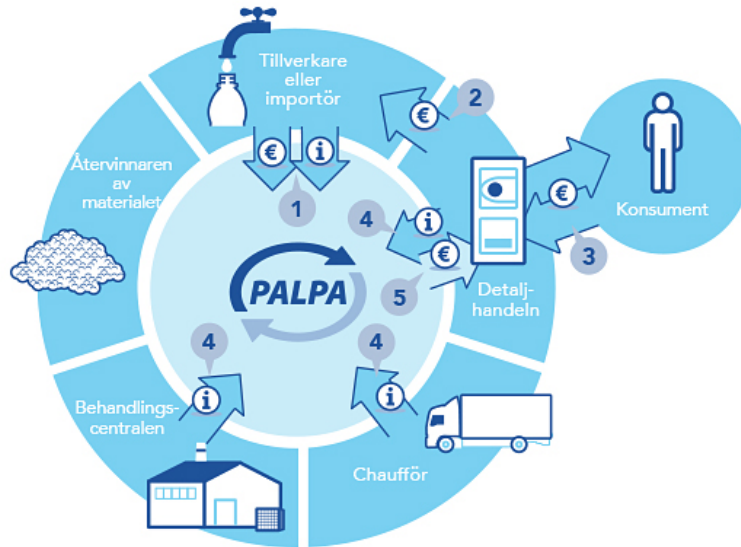 Tillverkare
eller
importör
€
i
1
€
2
Återvinnaren
av
materialet
4
i
€
5
€
3
Konsument
Detalj-
handeln
PALPA
4
i
Behandlings-
centralen
4
i
Chaufför